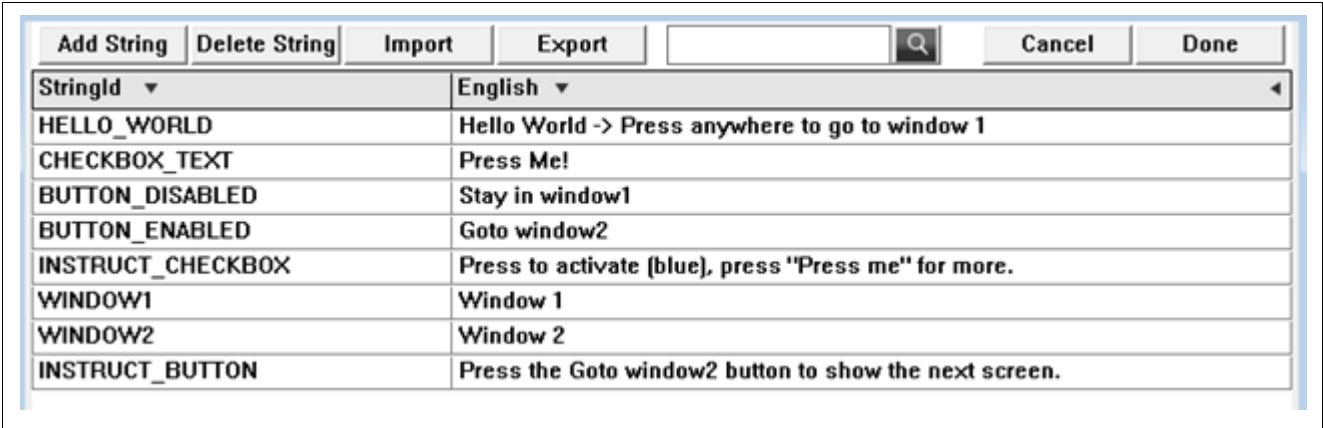 Add String Delete String Import Export Cancel Done
StringId English
HELLO_WORLD Hello World -> Press anywhere to go to window 1
CHECKBOX_TEXT Press Me!
BUTTON_DISABLED Stay in window1
BUTTON_ENABLED Goto window2
INSTRUCT_CHECKBOX Press to activate (blue), press "Press me" for more.
WINDOW1 Window 1
WINDOW2 Window 2
INSTRUCT_BUTTON Press the Goto window2 button to show the next screen.